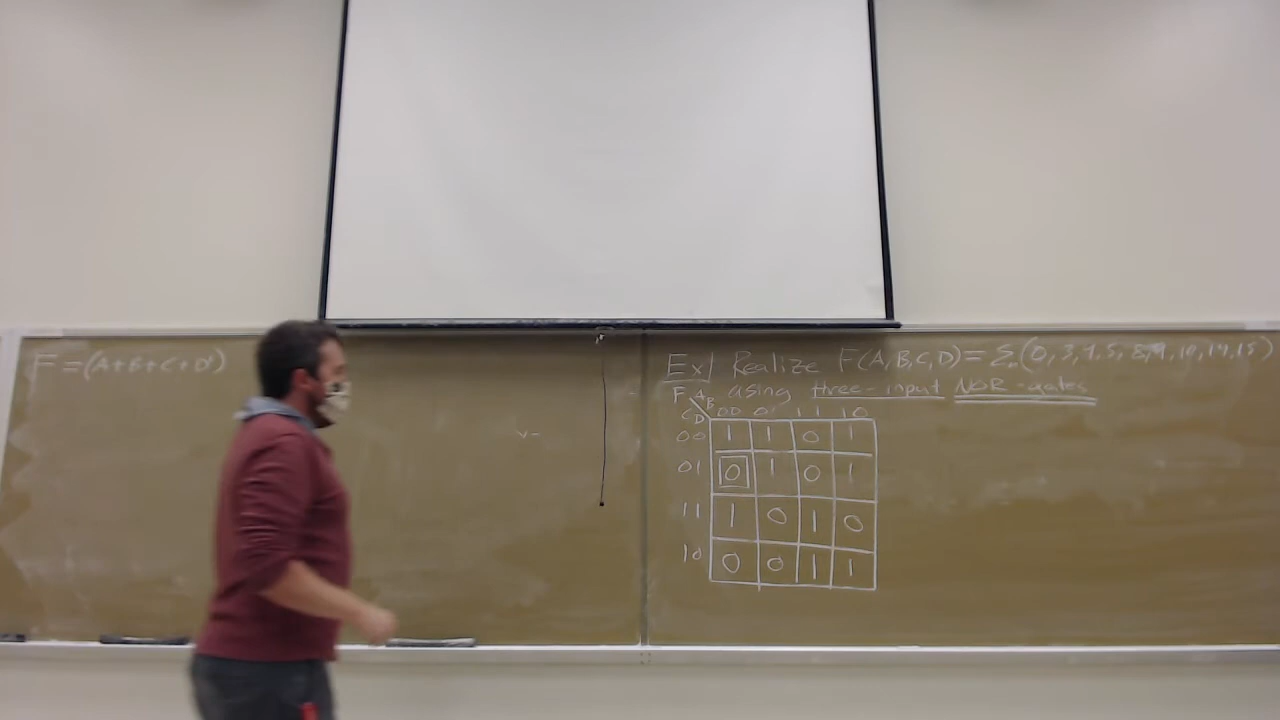 F = (A+B+C+D')
Ex] Realize F(A,B,C,D) = Σₘ(0, 3, 4, 5, 8, 9, 10, 14, 15)
using three-input NOR-gates
F AB CD
00 01 11 10
00 1 1 0 1
01 0 1 0 1
11 1 0 1 0
10 0 0 1 1